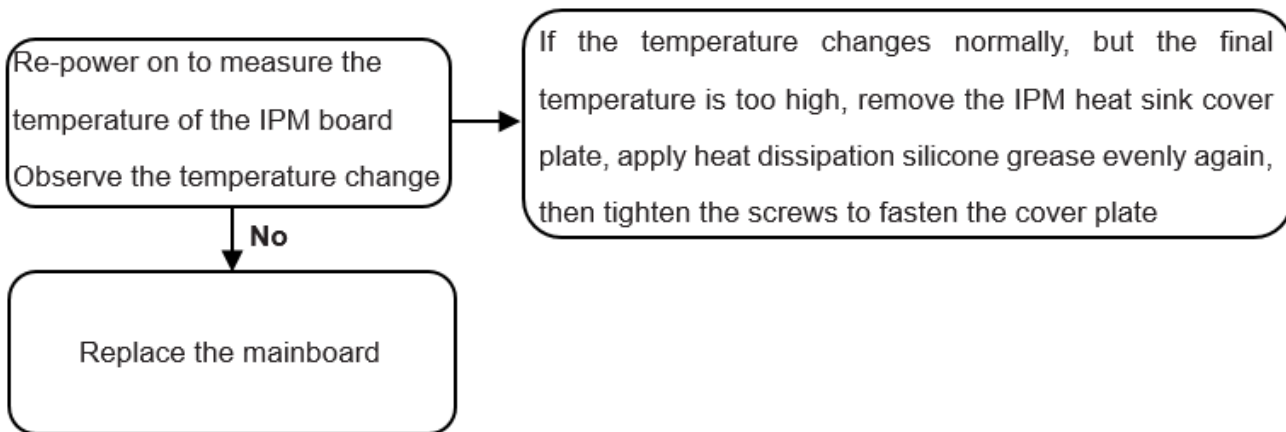 Re-power on to measure the
temperature of the IPM board
Observe the temperature change
If the temperature changes normally, but the final
temperature is too high, remove the IPM heat sink cover
plate, apply heat dissipation silicone grease evenly again,
then tighten the screws to fasten the cover plate
No
Replace the mainboard